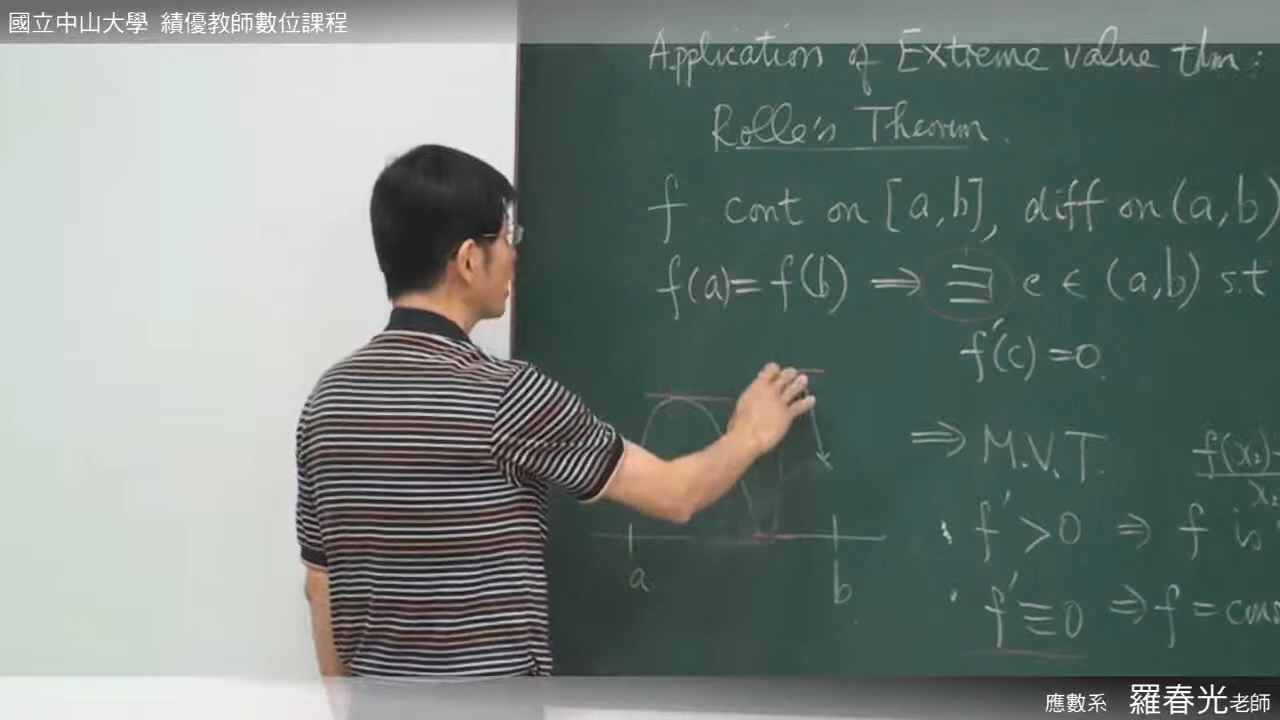 國立中山大學 績優教師數位課程
Application of Extreme value thm:
Rolle's Theorem.
f cont on [a,b], diff on (a,b)
f(a)=f(b) ⇒ ∃ c ∈ (a,b) s.t
f'(c)=0.
⇒ M.V.T. f(x₂)-
x₂
• f'>0 ⇒ f is
• f'≡0 ⇒ f = cons
a b
應數系 羅春光老師